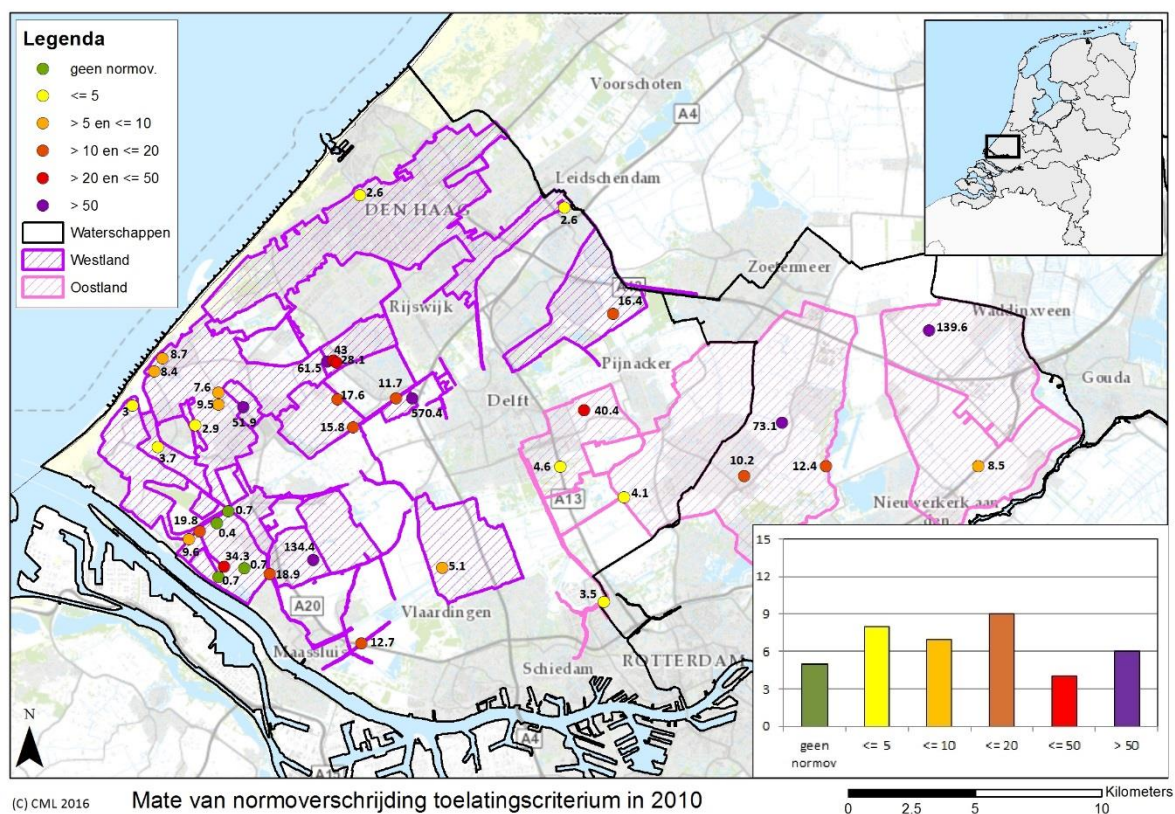 Legenda
geen normov.
<= 5
> 5 en <= 10
> 10 en <= 20
> 20 en <= 50
> 50
Waterschappen
Westland
Oostland
Voorschoten
A4
Leidschendam
2.6
DEN HAAG
2.6
Zoetermeer
16.4
Rijswijk
Waddinxveen
139.6
8.7
8.4
43
28.1
61.5
Pijnacker
Gouda
7.6
9.5
17.6
11.7
570.4
Delft
40.4
3
2.9
51.9
15.8
73.1
3.7
4.6
10.2
12.4
8.5
A13
4.1
Nieuwerkerk aan
0.7
19.8
0.4
9.6
34.3
0.7
134.4
0.7
18.9
5.1
A20
Vlaardingen
3.5
Maassluis
12.7
Schiedam
ROTTERDAM
A4
N
15
12
9
6
3
0
geen normov
<= 5
<= 10
<= 20
<=50
> 50
(C) CML 2016
Mate van normoverschrijding toelatingscriterium in 2010
Kilometers
0 2.5 5 10